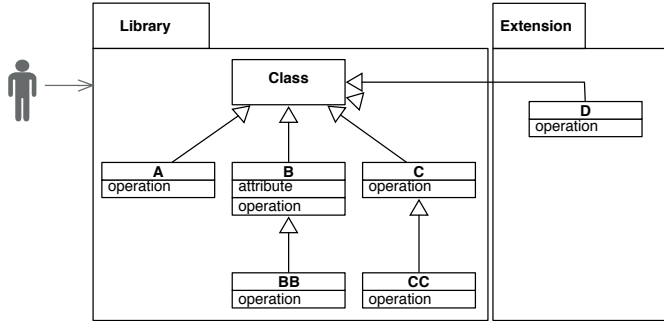 Library
Extension
Class
D
operation
A
operation
B
attribute
operation
C
operation
BB
operation
CC
operation